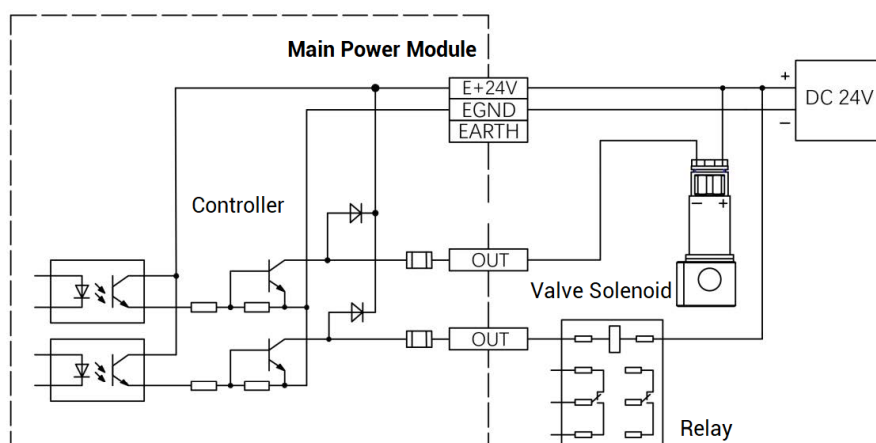 Main Power Module
E+24V
EGND
EARTH
+
DC 24V
−
Controller
− +
OUT
Valve Solenoid
OUT
Relay